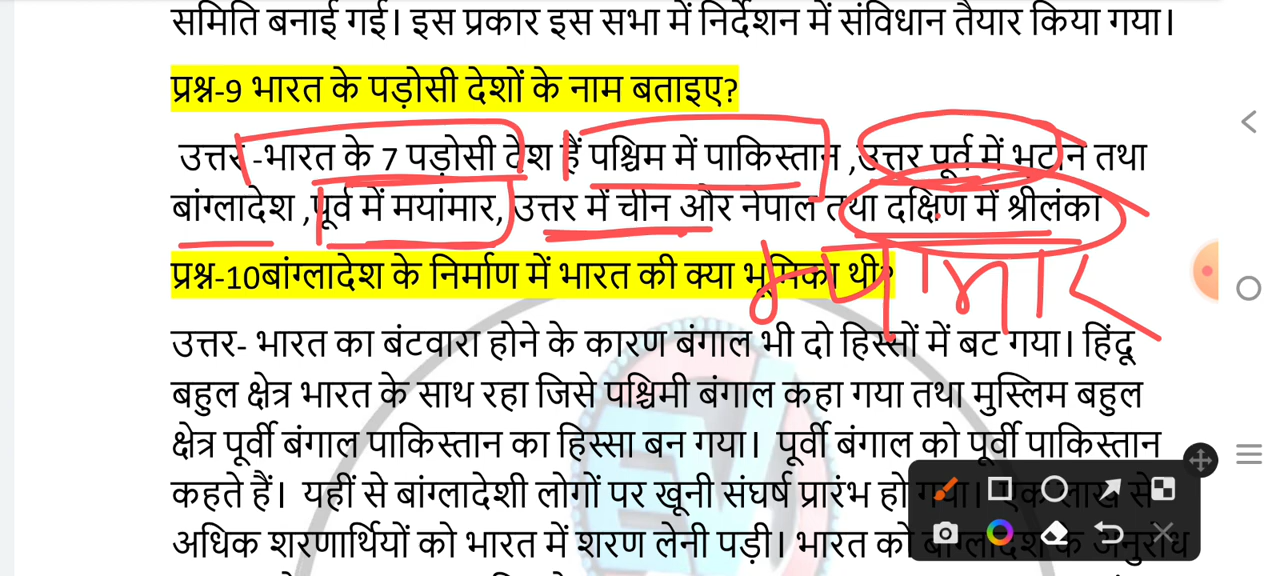 समिति बनाई गई। इस प्रकार इस सभा में निर्देशन में संविधान तैयार किया गया।
प्रश्न-9 भारत के पड़ोसी देशों के नाम बताइए?
उत्तर -भारत के 7 पड़ोसी देश हैं पश्चिम में पाकिस्तान ,उत्तर पूर्व में भूटान तथा
बांग्लादेश ,पूर्व में मयांमार, उत्तर में चीन और नेपाल तथा दक्षिण में श्रीलंका
प्रश्न-10बांग्लादेश के निर्माण में भारत की क्या भूमिका थी?
उत्तर- भारत का बंटवारा होने के कारण बंगाल भी दो हिस्सों में बट गया। हिंदू
बहुल क्षेत्र भारत के साथ रहा जिसे पश्चिमी बंगाल कहा गया तथा मुस्लिम बहुल
क्षेत्र पूर्वी बंगाल पाकिस्तान का हिस्सा बन गया। पूर्वी बंगाल को पूर्वी पाकिस्तान
कहते हैं। यहीं से बांग्लादेशी लोगों पर खूनी संघर्ष प्रारंभ हो गया। एक लाख से
अधिक शरणार्थियों को भारत में शरण लेनी पड़ी। भारत को बांग्लादेश के अनुरोध